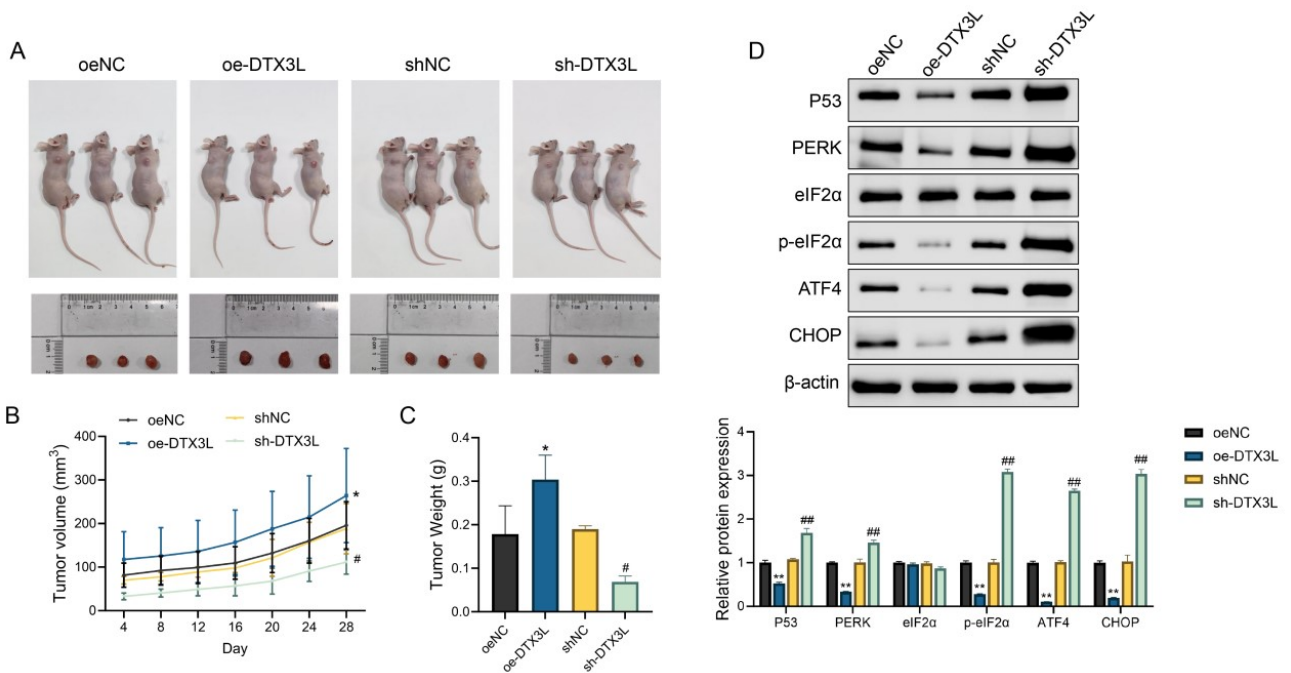 A
oeNC
oe-DTX3L
shNC
sh-DTX3L
B
oeNC
shNC
oe-DTX3L
sh-DTX3L
Tumor volume (mm³)
400
300
200
100
0
*
#
4 8 12 16 20 24 28
Day
C
Tumor Weight (g)
0.4
0.3
0.2
0.1
0.0
*
#
oeNC
oe-DTX3L
shNC
sh-DTX3L
D
oeNC
oe-DTX3L
shNC
sh-DTX3L
P53
PERK
eIF2α
p-eIF2α
ATF4
CHOP
β-actin
Relative protein expression
4
3
2
1
0
** ## ** ## ** ## ** ## ** ##
P53 PERK eIF2α p-eIF2α ATF4 CHOP
oeNC
oe-DTX3L
shNC
sh-DTX3L